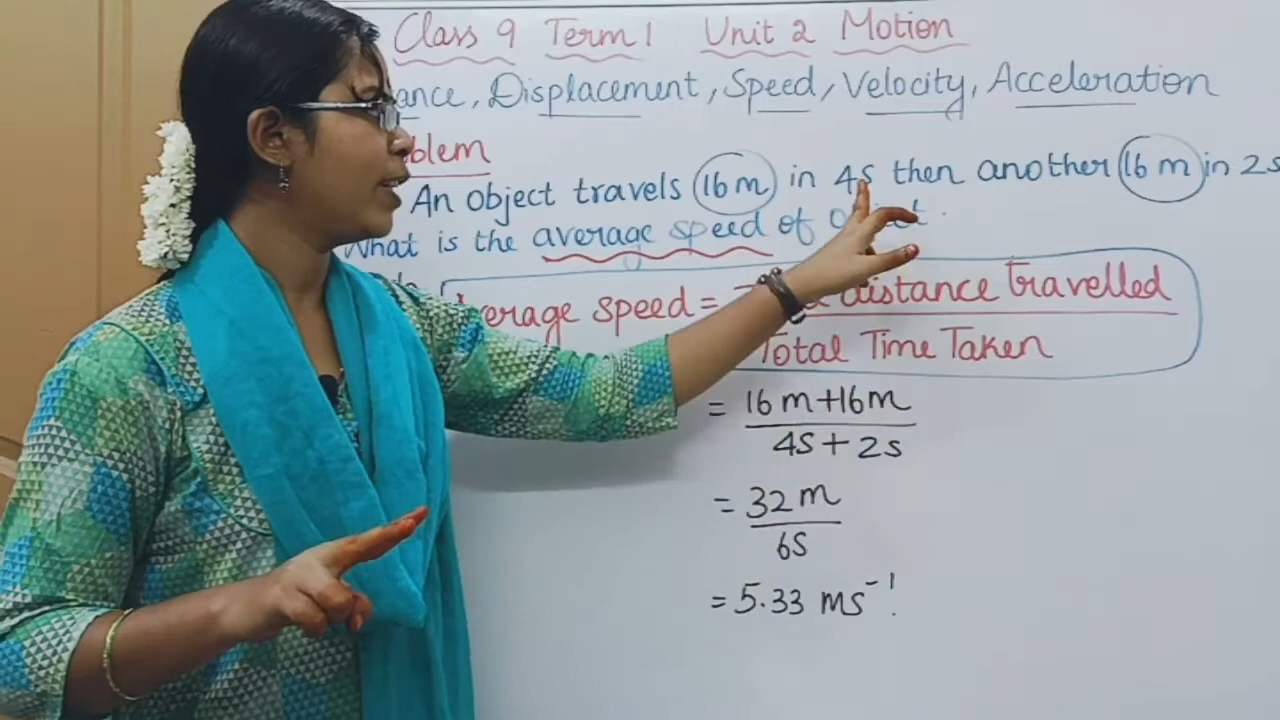 Class 9 Term 1 Unit 2 Motion
ance, Displacement, Speed, Velocity, Acceleration
oblem
An object travels 16 m in 4s then another 16 m in 2s
What is the average speed of
erage speed = distance travelled
Total Time Taken
= 16 m+16 m
4s + 2s
= 32 m
6s
= 5.33 ms⁻¹.